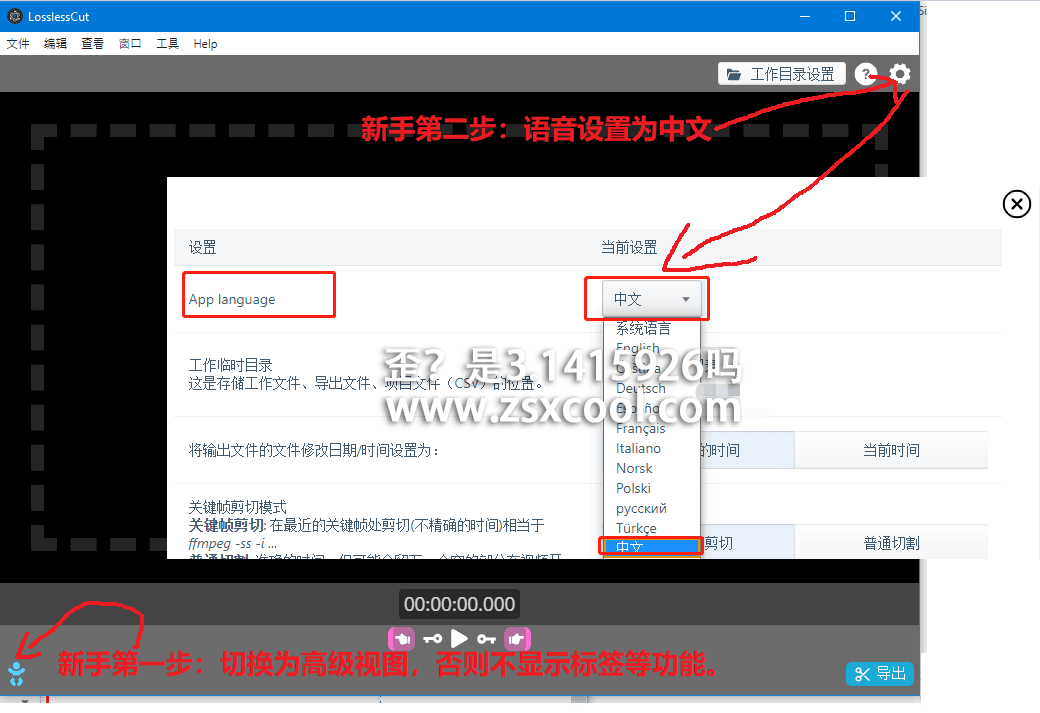 LosslessCut
文件 编辑 查看 窗口 工具 Help
工作目录设置 ?
新手第二步：语音设置为中文
设置 当前设置
App language 中文
系统语言
English
工作临时目录
这是存储工作文件、导出文件、项目文件（CSV）的位置。
歪？是3.1415926吗
Deutsch
www.zsxcool.com
Español
Français
将输出文件的文件修改日期/时间设置为： 的时间 当前时间
Italiano
Norsk
Polski
русский
Türkçe
中文
关键帧剪切模式
关键帧剪切: 在最近的关键帧处剪切(不精确的时间)相当于 剪切 普通切割
ffmpeg -ss -i ...
00:00:00.000
新手第一步：切换为高级视图，否则不显示标签等功能。
导出